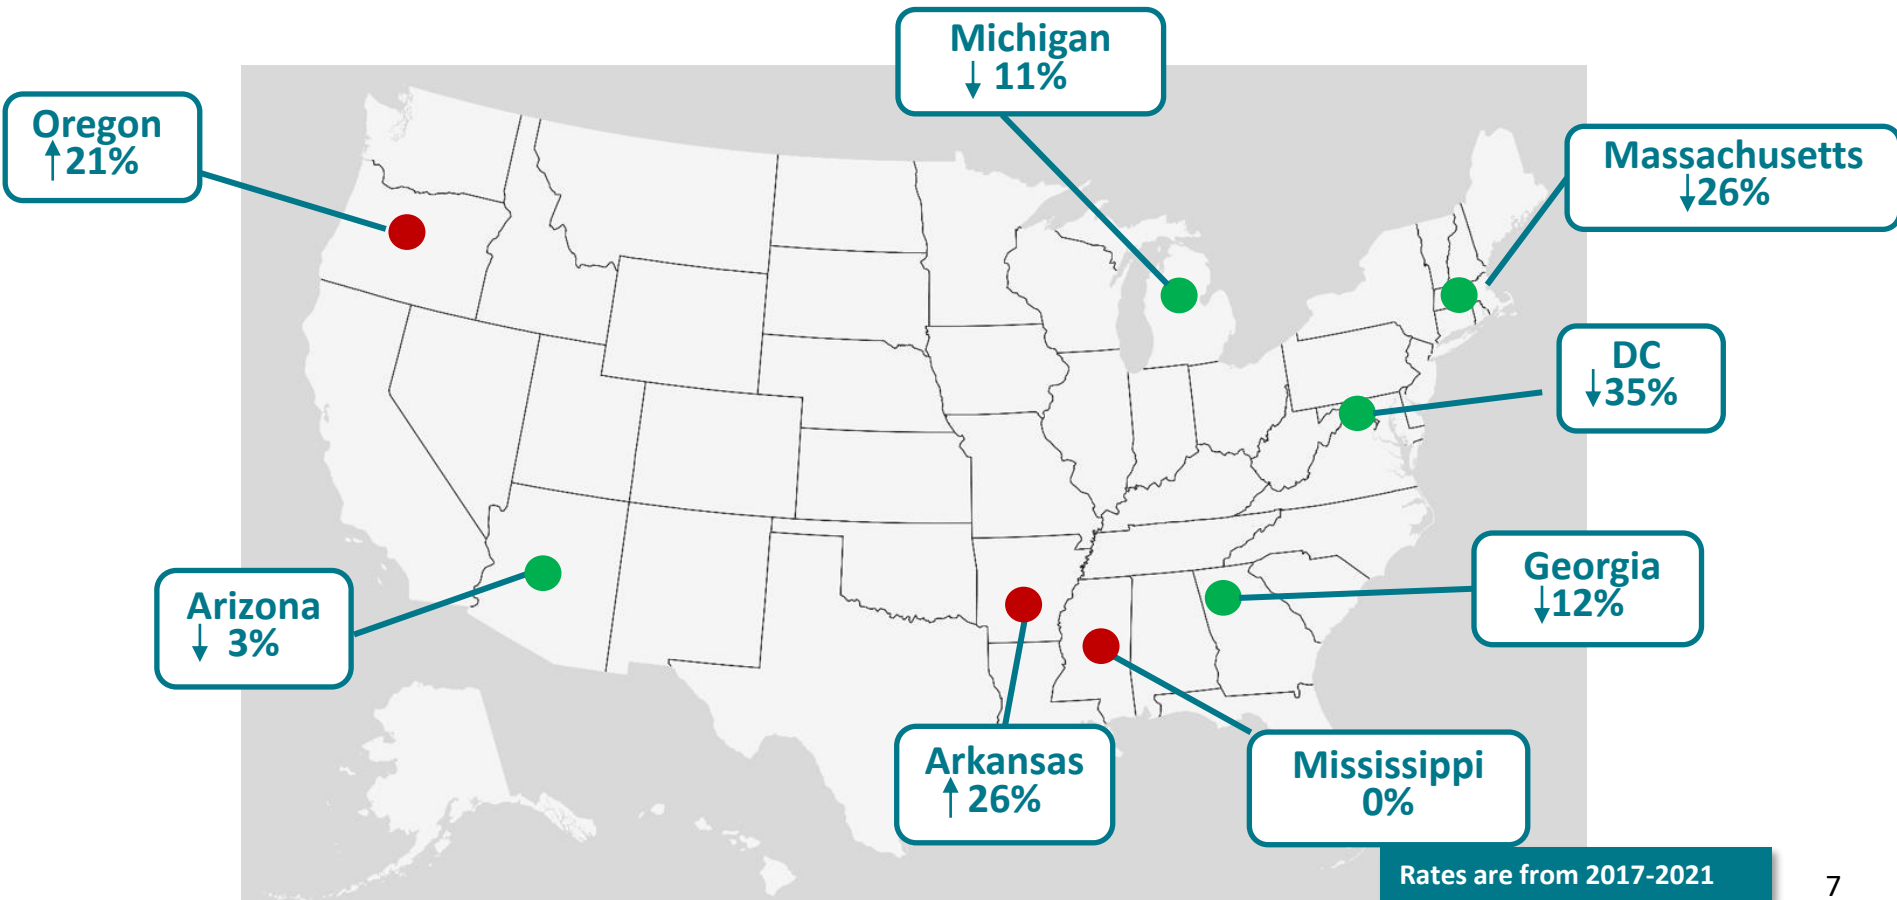 Michigan
↓ 11%
Oregon
↑21%
Massachusetts
↓26%
DC
↓35%
Georgia
↓12%
Arizona
↓ 3%
Arkansas
↑ 26%
Mississippi
0%
Rates are from 2017-2021
7